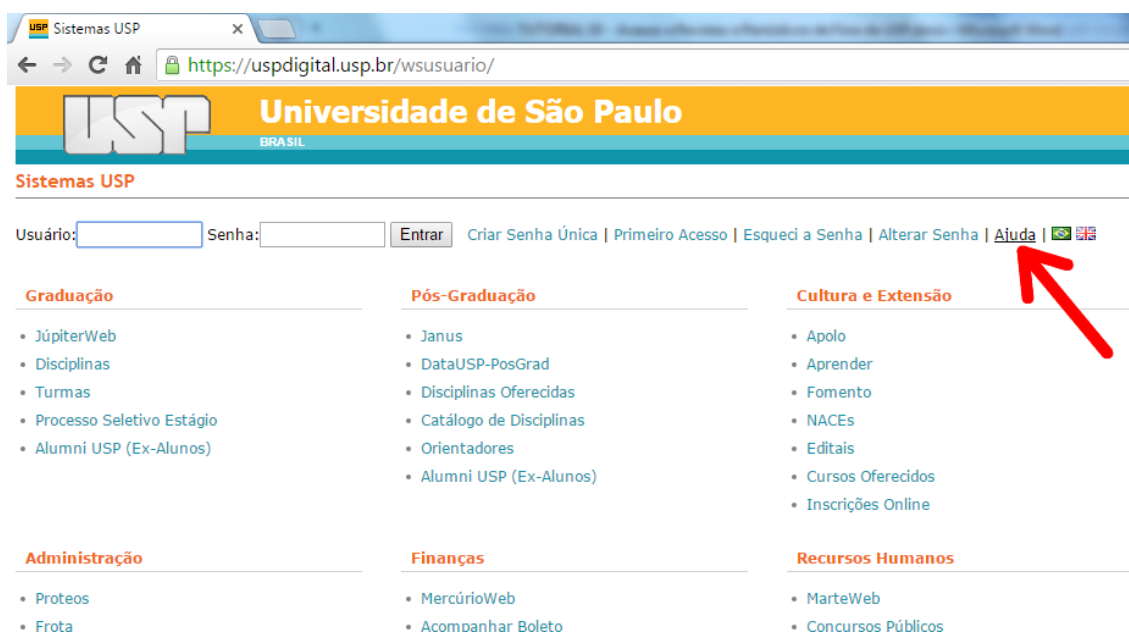 USP Sistemas USP
https://uspdigital.usp.br/wsusuario/
USP
Universidade de São Paulo
BRASIL
Sistemas USP
Usuário: Senha: Entrar Criar Senha Única | Primeiro Acesso | Esqueci a Senha | Alterar Senha | Ajuda |
Graduação
• JúpiterWeb
• Disciplinas
• Turmas
• Processo Seletivo Estágio
• Alumni USP (Ex-Alunos)
Pós-Graduação
• Janus
• DataUSP-PosGrad
• Disciplinas Oferecidas
• Catálogo de Disciplinas
• Orientadores
• Alumni USP (Ex-Alunos)
Cultura e Extensão
• Apolo
• Aprender
• Fomento
• NACEs
• Editais
• Cursos Oferecidos
• Inscrições Online
Administração
• Proteos
• Frota
Finanças
• MercúrioWeb
• Acompanhar Boleto
Recursos Humanos
• MarteWeb
• Concursos Públicos